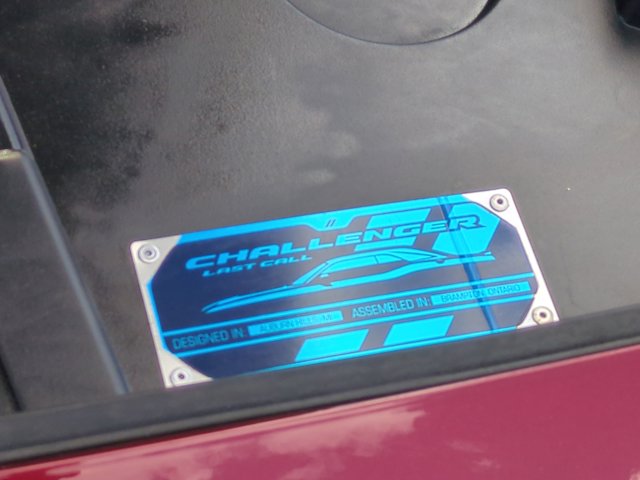 CHALLENGER
LAST CALL
DESIGNED IN: AUBURN HILLS, MI ASSEMBLED IN: BRAMPTON, ONTARIO